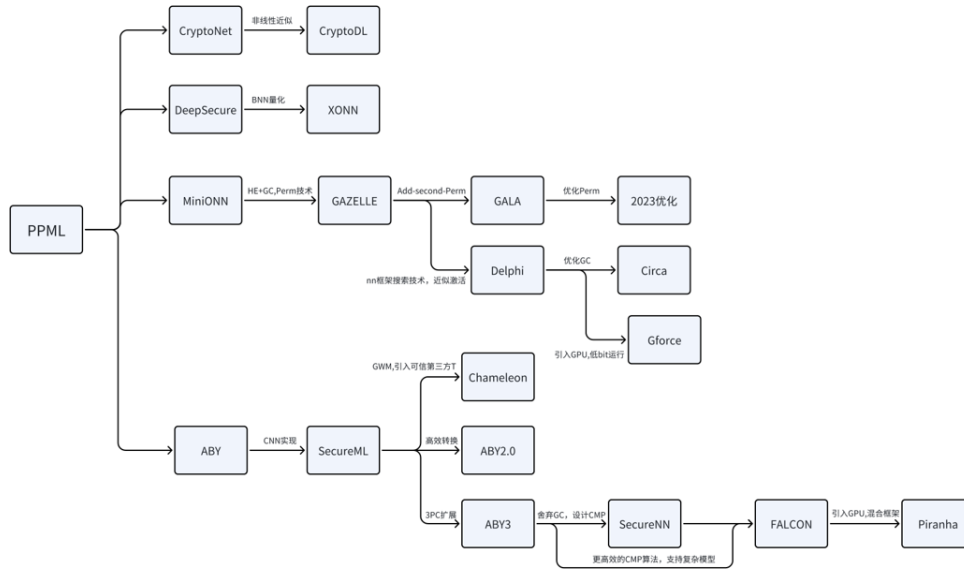 CryptoNet
非线性近似
CryptoDL
DeepSecure
BNN量化
XONN
PPML
MiniONN
HE+GC,Perm技术
GAZELLE
Add-second-Perm
GALA
优化Perm
2023优化
nn框架搜索技术，近似激活
Delphi
优化GC
Circa
引入GPU,低bit运行
Gforce
ABY
CNN实现
SecureML
GWM,引入可信第三方T
Chameleon
高效转换
ABY2.0
3PC扩展
ABY3
舍弃GC，设计CMP
SecureNN
更高效的CMP算法，支持复杂模型
FALCON
引入GPU,混合框架
Piranha